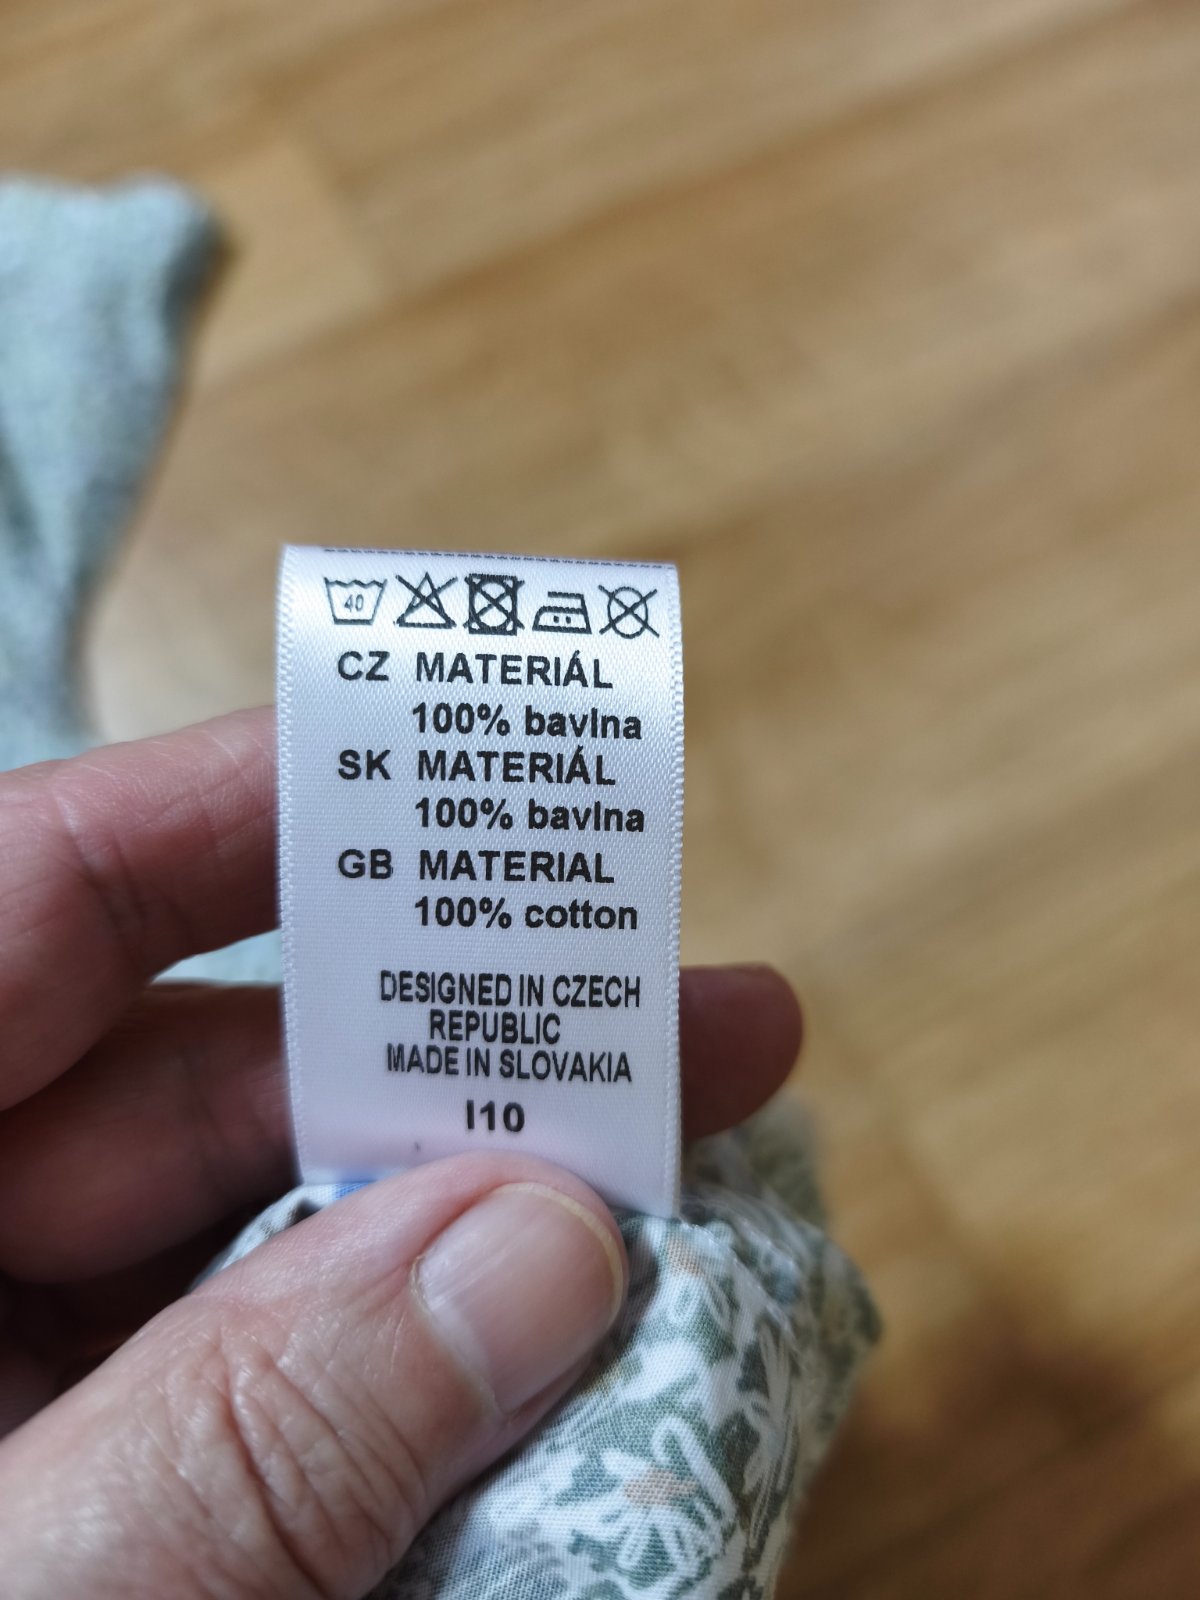 40
CZ MATERIÁL
100% bavlna
SK MATERIÁL
100% bavlna
GB MATERIAL
100% cotton
DESIGNED IN CZECH
REPUBLIC
MADE IN SLOVAKIA
I10